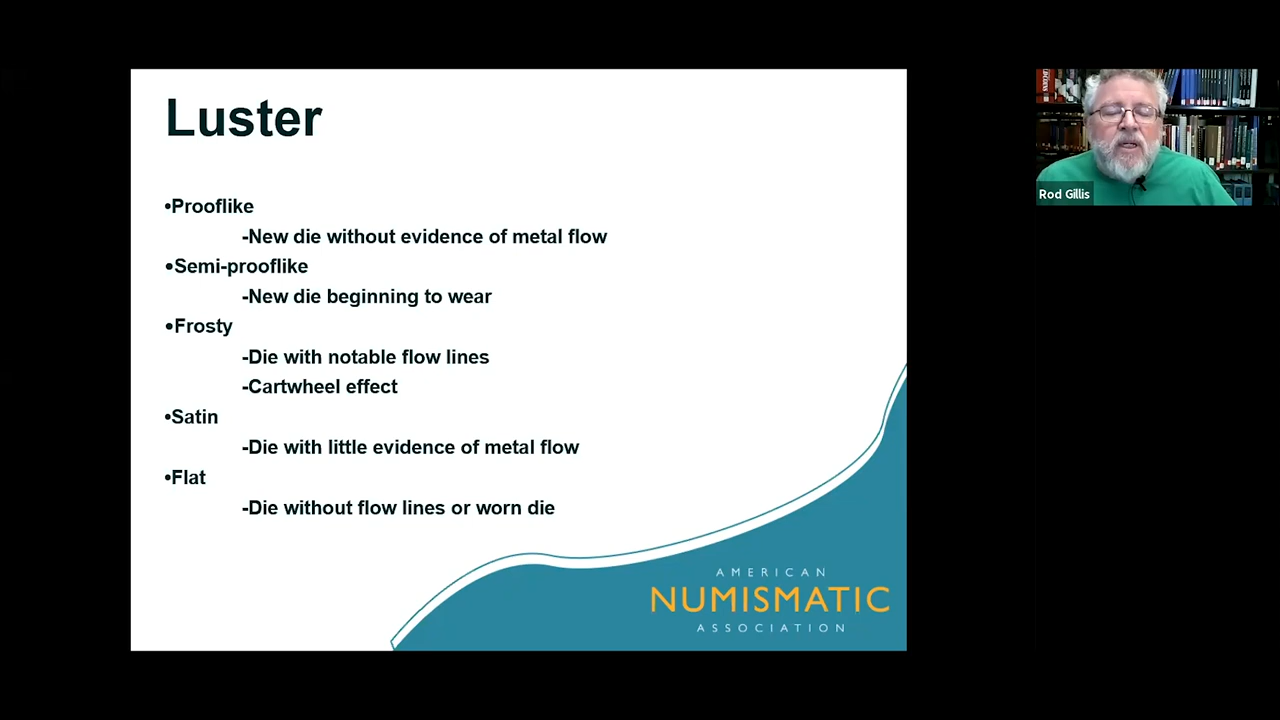 Luster
•Prooflike
-New die without evidence of metal flow
•Semi-prooflike
-New die beginning to wear
•Frosty
-Die with notable flow lines
-Cartwheel effect
•Satin
-Die with little evidence of metal flow
•Flat
-Die without flow lines or worn die
AMERICAN
NUMISMATIC
ASSOCIATION
Rod Gillis